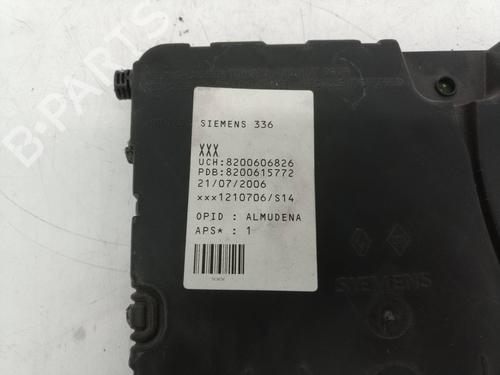 SIEMENS 336
XXX
UCH:8200606826
PDB:8200615772
21/07/2006
xxx1210706/S14
OPID : ALMUDENA
APS* : 1
SIEMENS
B-PARTS